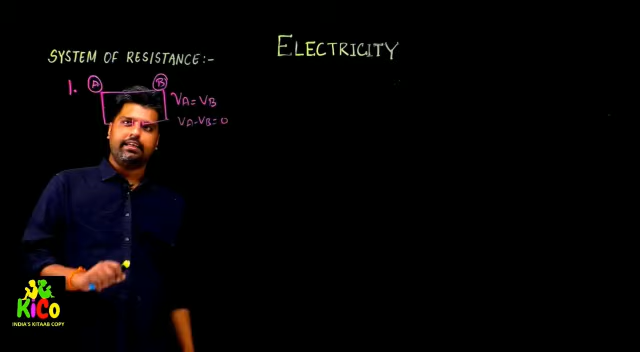 ELECTRICITY
SYSTEM OF RESISTANCE:-
1. A B
VA = VB
VA - VB = 0
KiCo
INDIA'S KITAAB COPY